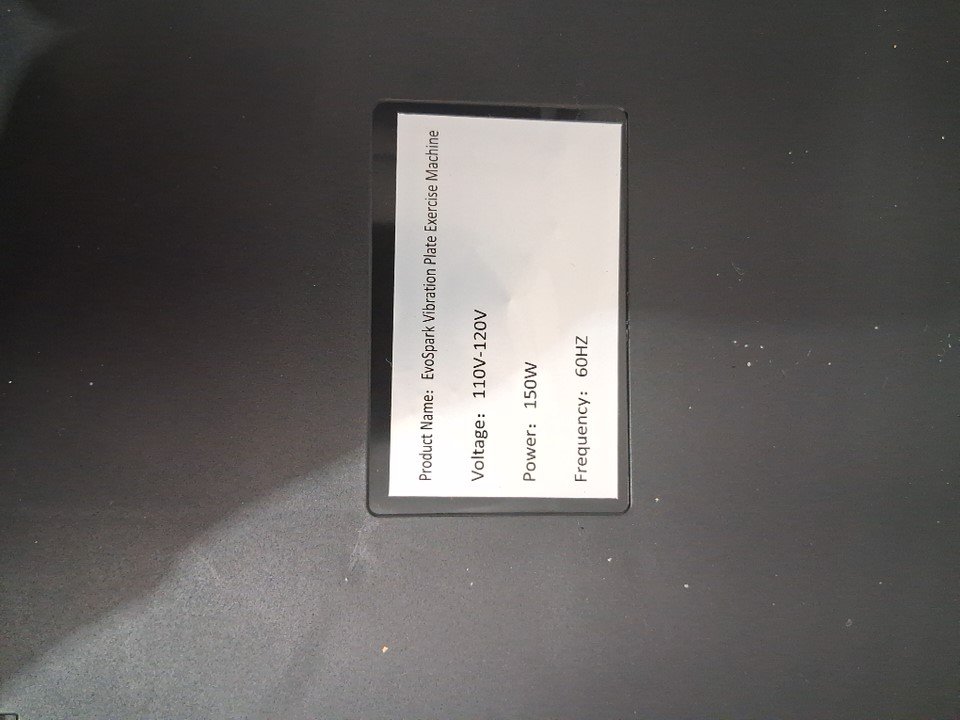 Product Name: EvoSpark Vibration Plate Exercise Machine
Voltage: 110V-120V
Power: 150W
Frequency: 60HZ